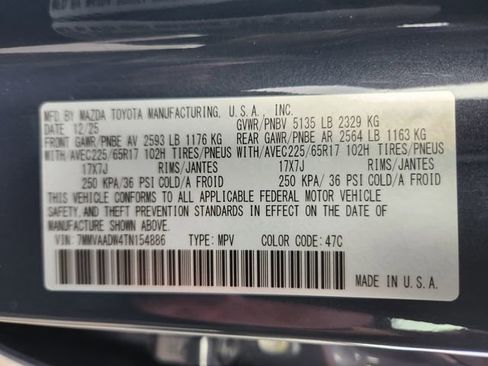 MFD.BY MAZDA TOYOTA MANUFACTURING, U.S.A., INC.
DATE 12/25 GVWR/PNBV 5135 LB 2329 KG
FRONT GAWR/PNBE AV 2593 LB 1176 KG REAR GAWR/PNBE AR 2564 LB 1163 KG
WITH/AVEC225/65R17 102H TIRES/PNEUS WITH/AVEC225/65R17 102H TIRES/PNEUS
17X7J RIMS/JANTES 17X7J RIMS/JANTES
250 KPA/36 PSI COLD/A FROID 250 KPA/36 PSI COLD/A FROID
THIS VEHICLE CONFORMS TO ALL APPLICABLE FEDERAL MOTOR VEHICLE
SAFETY,AND THEFT PREVENTION STANDARDS IN EFFECT ON THE DATE OF
MANUFACTURE SHOWN ABOVE.
VIN: 7MMVAADW4TN154886 TYPE: MPV COLOR CODE: 47C
MADE IN U.S.A.